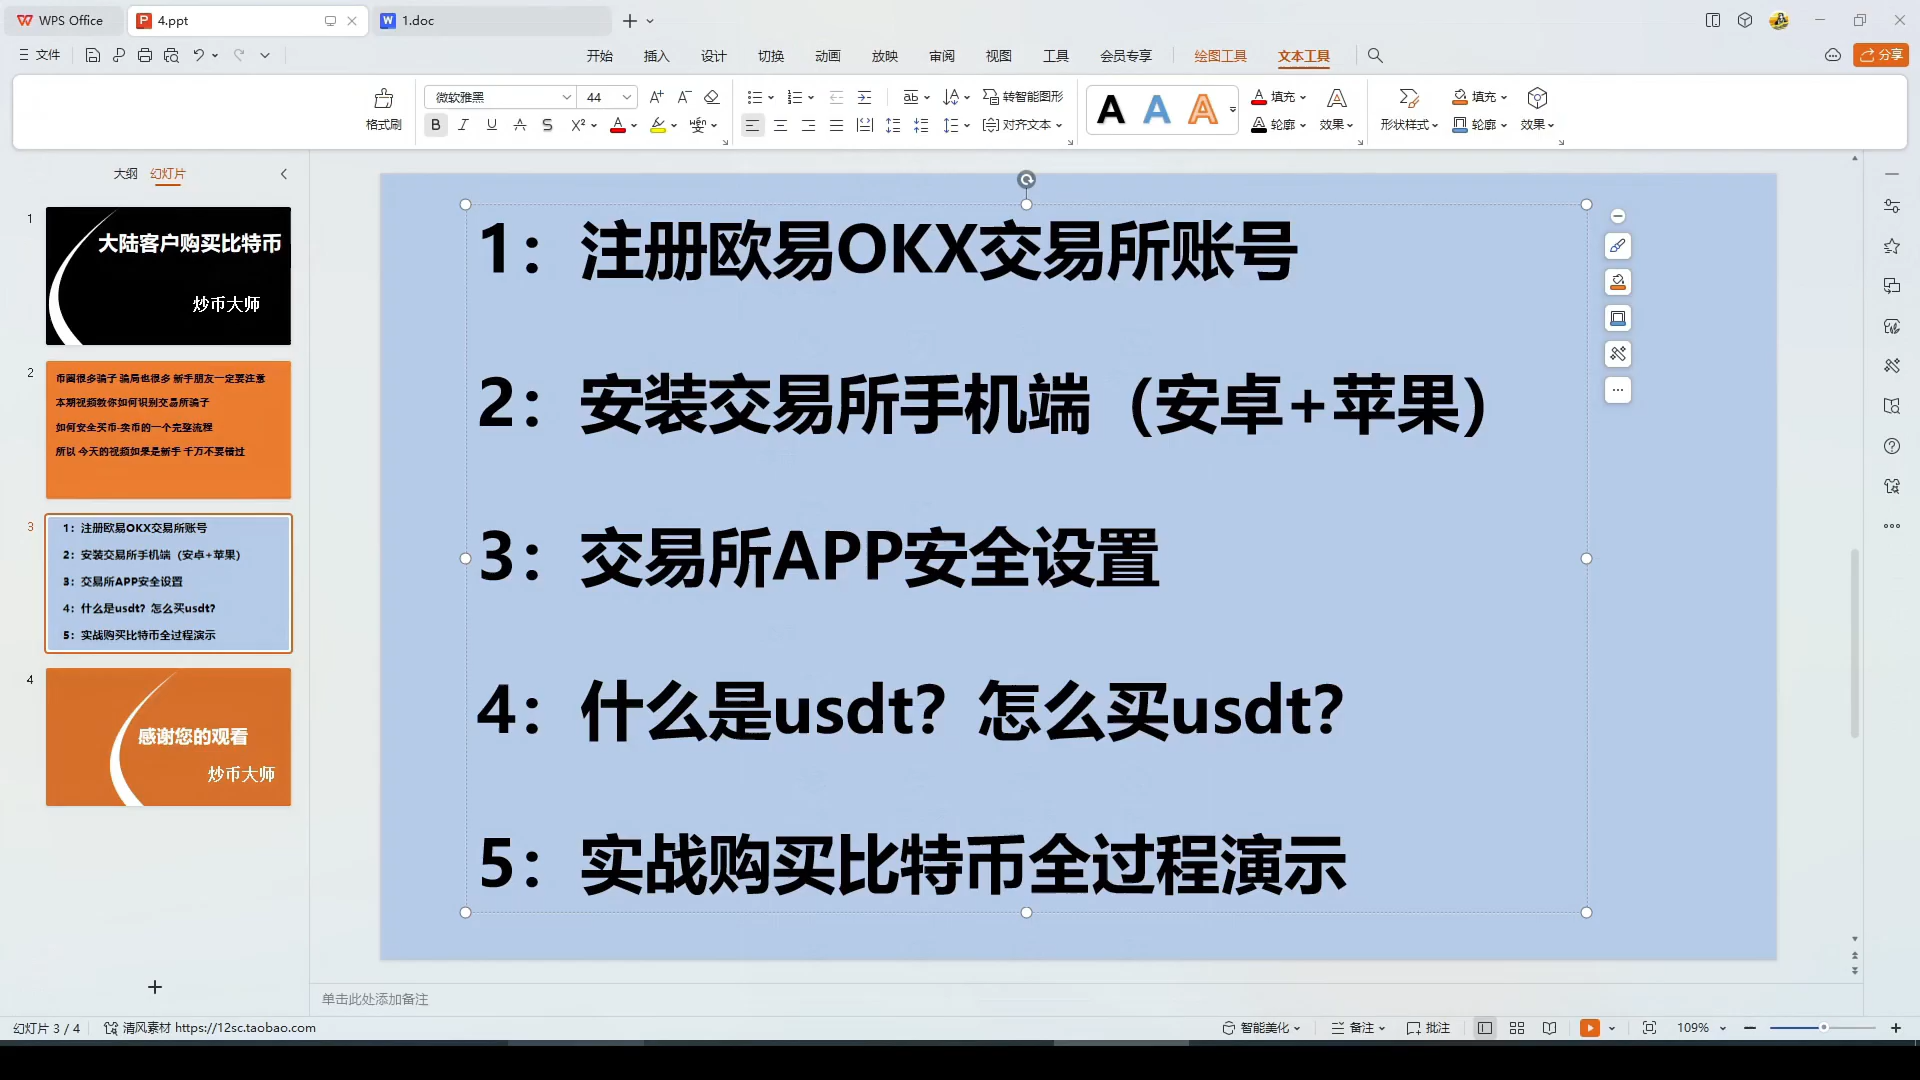 WPS Office
4.ppt
1.doc
文件
开始
插入
设计
切换
动画
放映
审阅
视图
工具
会员专享
绘图工具
文本工具
分享
格式刷
微软雅黑
44
转智能图形
对齐文本
填充
轮廓
效果
形状样式
填充
轮廓
效果
大纲
幻灯片
1
大陆客户购买比特币
炒币大师
2
币圈很多骗子 骗局也很多 新手朋友一定要注意
本期视频教你如何识别交易所骗子
如何安全买币-卖币的一个完整流程
所以 今天的视频如果是新手 千万不要错过
3
1：注册欧易OKX交易所账号
2：安装交易所手机端（安卓+苹果）
3：交易所APP安全设置
4：什么是usdt？怎么买usdt？
5：实战购买比特币全过程演示
4
感谢您的观看
炒币大师
1：注册欧易OKX交易所账号
2：安装交易所手机端（安卓+苹果）
3：交易所APP安全设置
4：什么是usdt？怎么买usdt？
5：实战购买比特币全过程演示
单击此处添加备注
幻灯片 3 / 4
清风素材 https://12sc.taobao.com
智能美化
备注
批注
109%